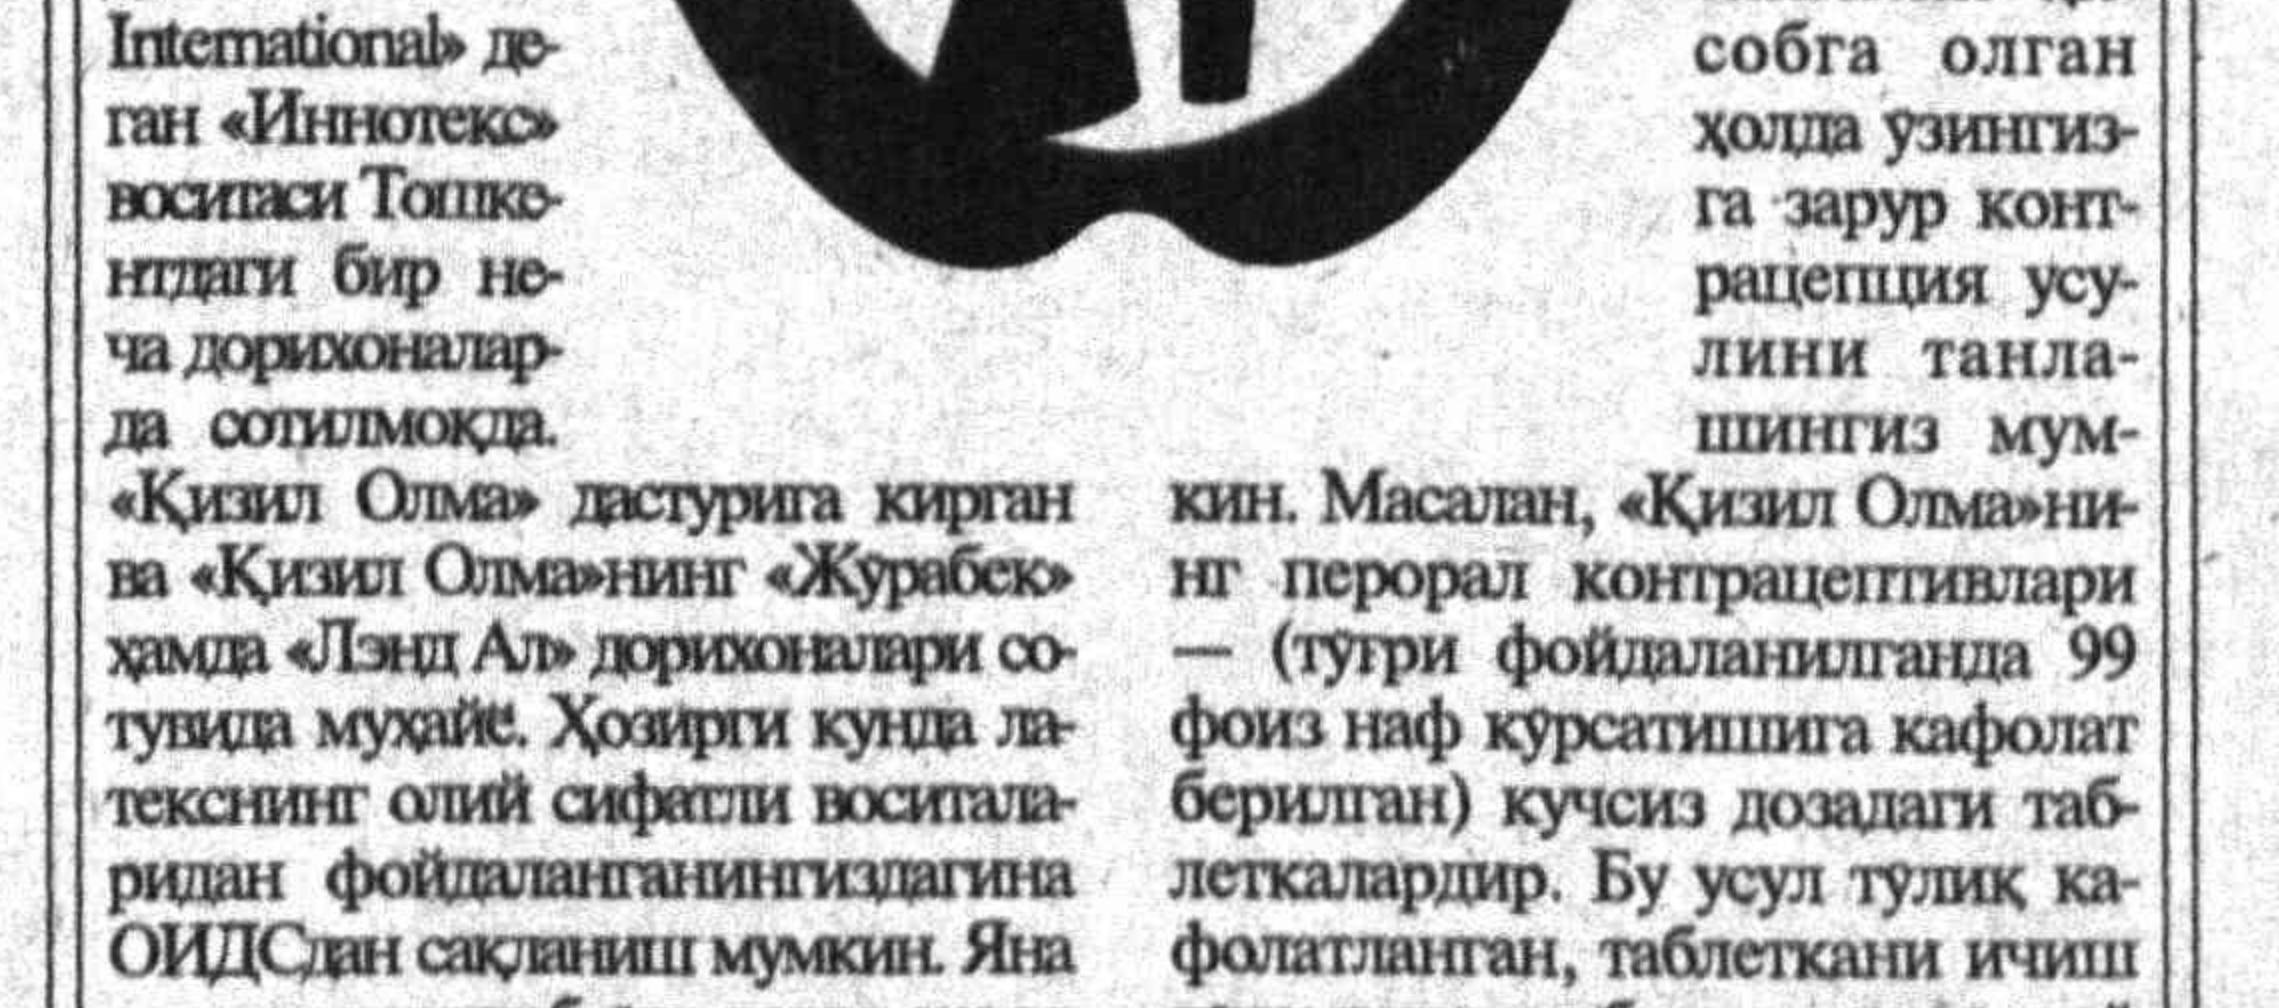 International» де-
ган «Иннотекс»
воситаси Тошке-
нтдаги бир не-
ча дорихоналар-
да сотилмоқда.
«Қизил Олма» дастурига кирган
ва «Қизил Олма»нинг «Жўрабек»
ҳамда «Лэнд Ал» дорихоналари со-
тувида муҳайё. Ҳозирги кунда ла-
текснинг олий сифатли воситала-
ридан фойдаланганингиздагина
ОИДСдан сақланиш мумкин. Яна
собга олган
ҳолда ўзингиз-
га зарур конт-
рацепция усу-
лини танла-
шингиз мум-
кин. Масалан, «Қизил Олма»ни-
нг перорал контрацептивлари
— (тўғри фойдаланилганда 99
фоиз наф кўрсатишига кафолат
берилган) кучсиз дозадаги таб-
леткалардир. Бу усул тўлиқ ка-
фолатланган, таблеткани ичиш